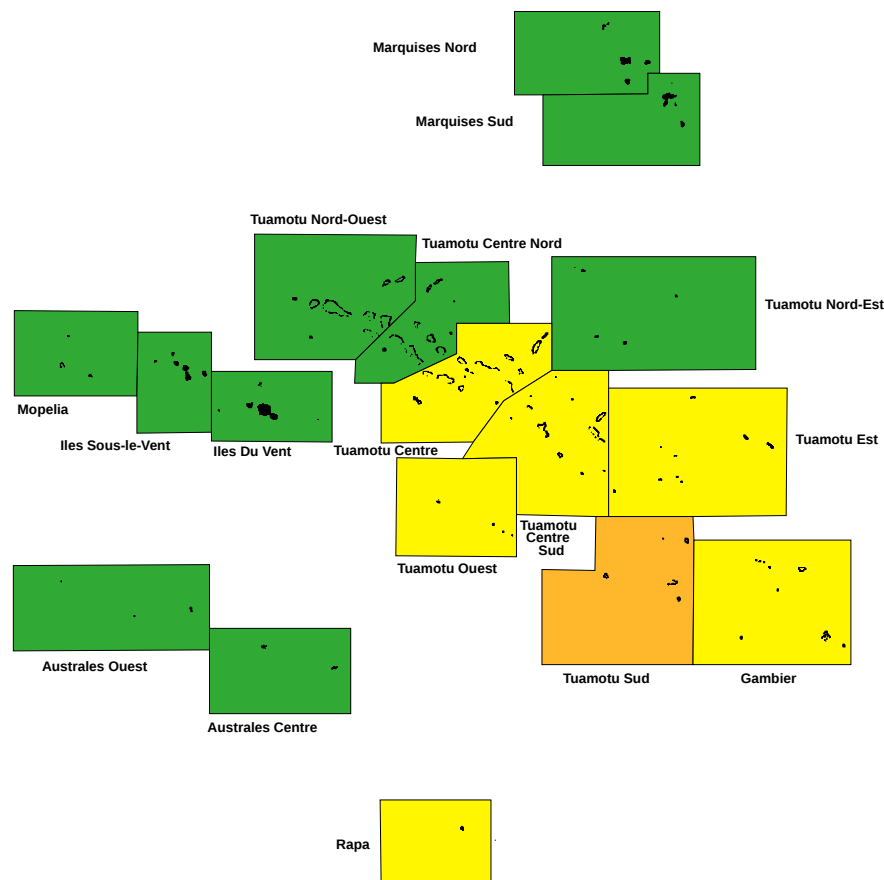 Marquises Nord
Marquises Sud
Tuamotu Nord-Ouest
Tuamotu Centre Nord
Tuamotu Nord-Est
Mopelia
Iles Sous-le-Vent
Iles Du Vent
Tuamotu Centre
Tuamotu Est
Tuamotu
Centre
Sud
Tuamotu Ouest
Australes Ouest
Tuamotu Sud
Gambier
Australes Centre
Rapa